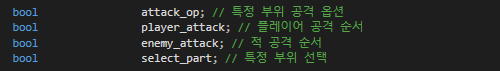 bool attack_op; // 특정 부위 공격 옵션
bool player_attack; // 플레이어 공격 순서
bool enemy_attack; // 적 공격 순서
bool select_part; // 특정 부위 선택